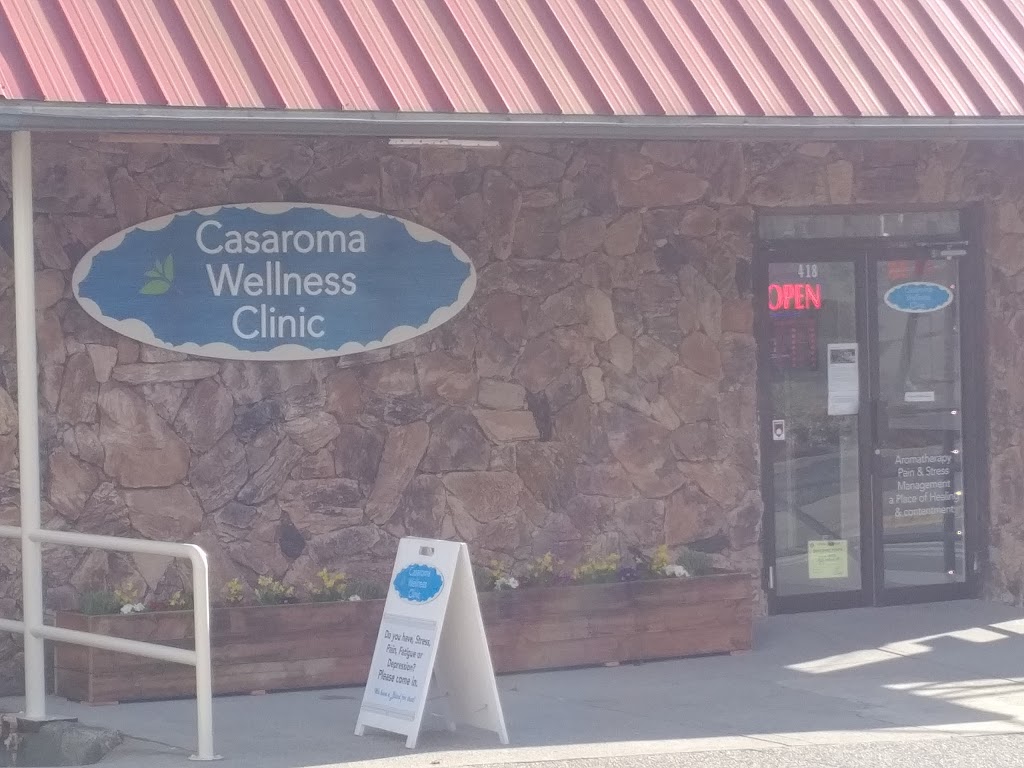 Casaroma
Wellness
Clinic
418
OPEN
Aromatherapy
Pain & Stress
Management
a Place of Healing
& contentment
Casaroma
Wellness
Clinic
Do you have, Stress,
Pain, Fatigue or
Depression?
Please come in.